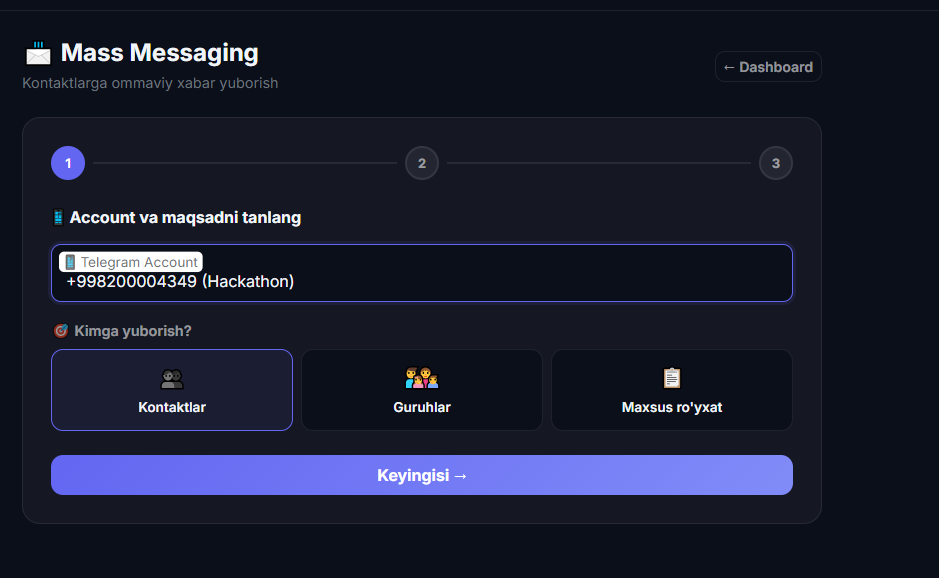 Mass Messaging
Kontaktlarga ommaviy xabar yuborish
← Dashboard
1
2
3
Account va maqsadni tanlang
Telegram Account
+998200004349 (Hackathon)
Kimga yuborish?
Kontaktlar
Guruhlar
Maxsus ro'yxat
Keyingisi →